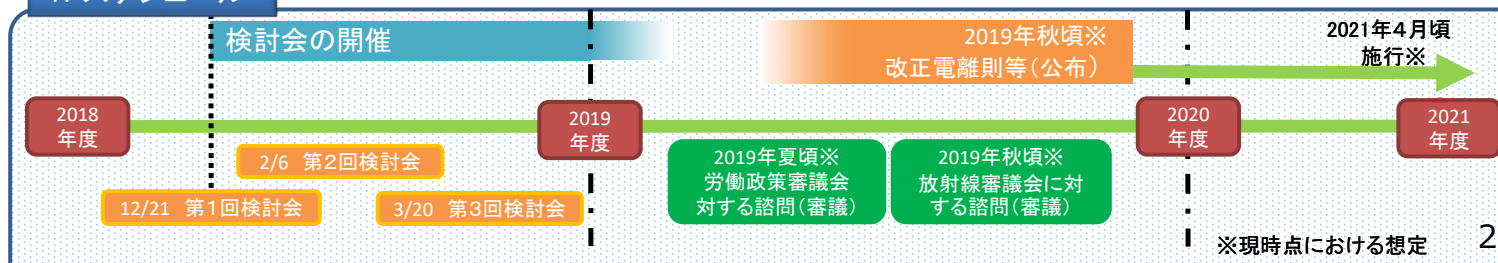 検討会の開催
2019年秋頃※
改正電離則等(公布)
2021年4月頃
施行※
2018
年度
2019
年度
2020
年度
2021
年度
2/6 第2回検討会
12/21 第1回検討会
3/20 第3回検討会
2019年夏頃※
労働政策審議会
対する諮問(審議)
2019年秋頃※
放射線審議会に対
する諮問(審議)
※現時点における想定
2